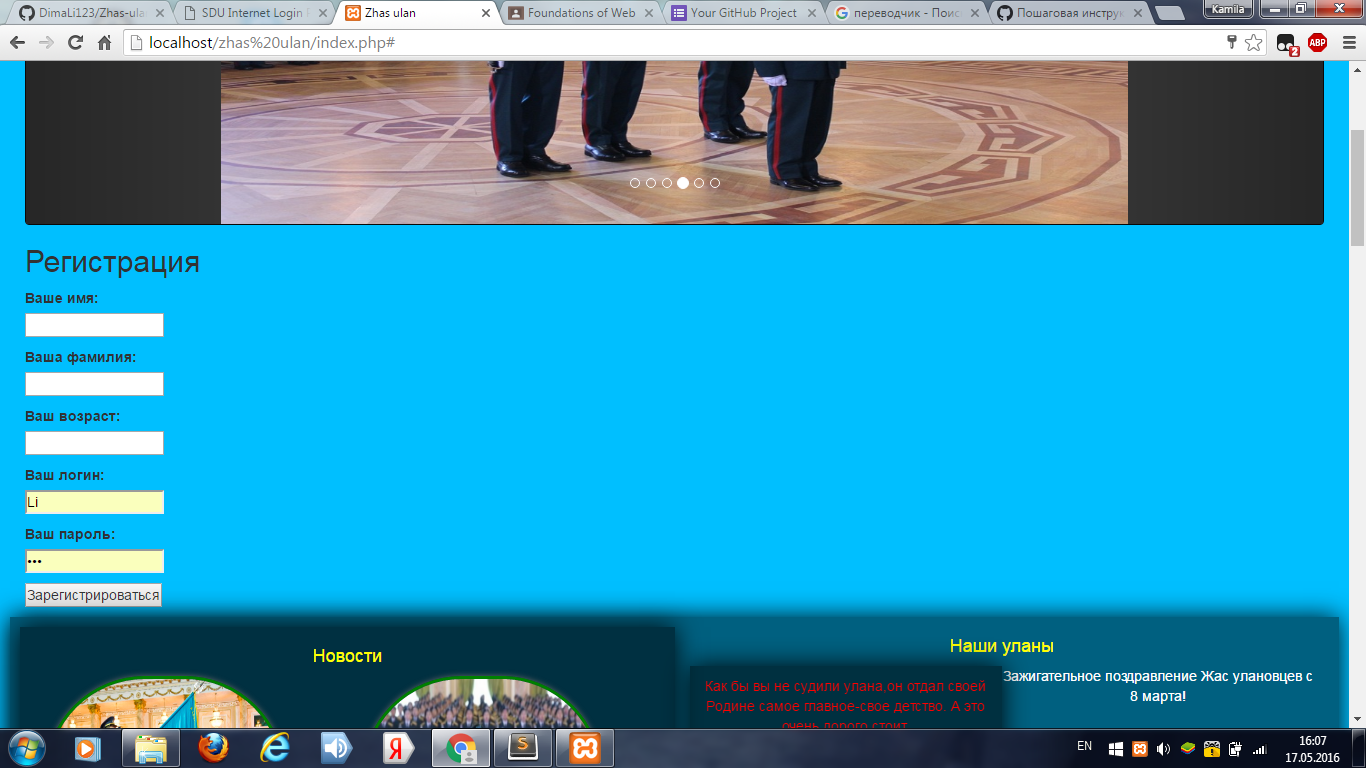 DimaLi123/Zhas-ula
SDU Internet Login
Zhas ulan
Foundations of Web
Your GitHub Project
переводчик - Поис
Пошаговая инструк
Kamila
localhost/zhas%20ulan/index.php#
ABP
2
Регистрация
Ваше имя:
Ваша фамилия:
Ваш возраст:
Ваш логин:
Li
Ваш пароль:
•••
Зарегистрироваться
Новости
Наши уланы
Как бы вы не судили улана,он отдал своей
Родине самое главное-свое детство. А это
очень дорого стоит
Зажигательное поздравление Жас улановцев с
8 марта!
EN
16:07
17.05.2016